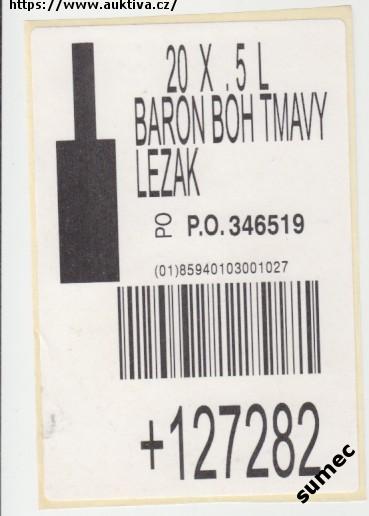 https://www.auktiva.cz/
20 X .5 L
BARON BOH TMAVY
LEZAK
PO P.O. 346519
(01)85940103001027
+127282
sumec